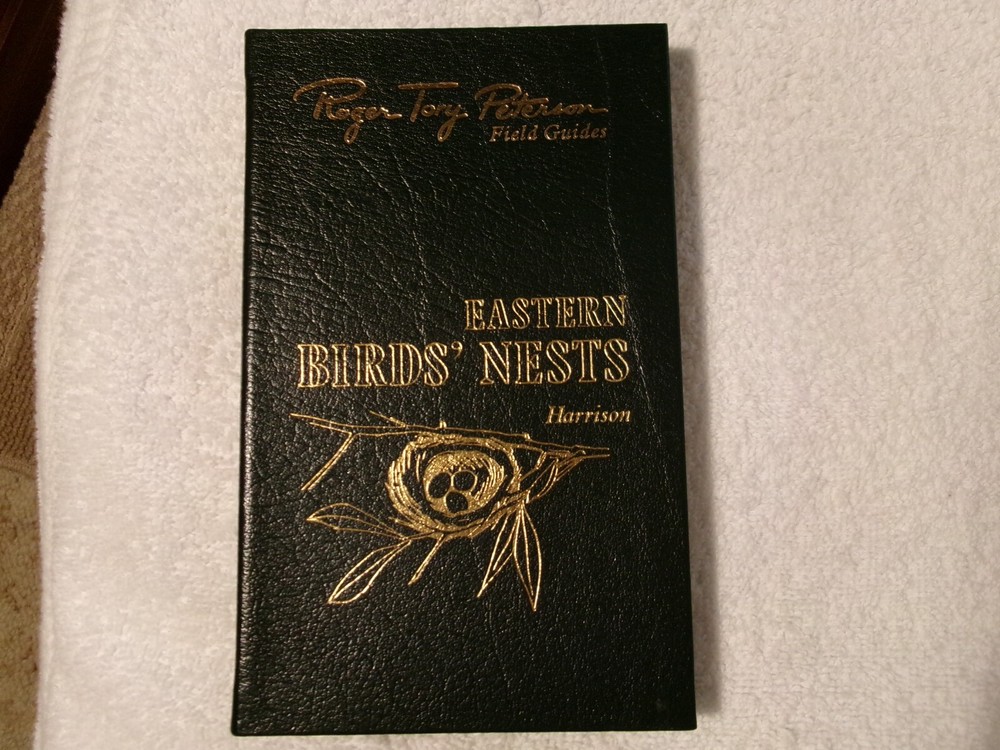 Roger Tory Peterson
Field Guides
EASTERN
BIRDS' NESTS
Harrison